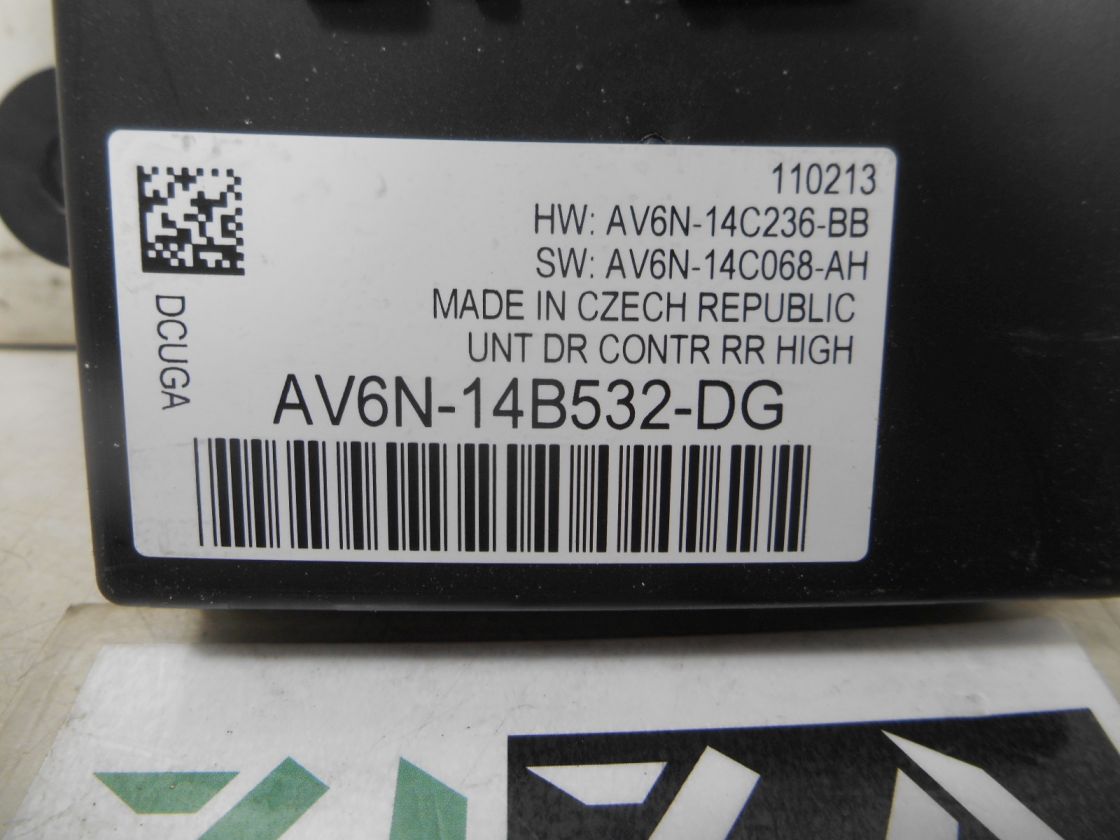 110213
HW: AV6N-14C236-BB
SW: AV6N-14C068-AH
MADE IN CZECH REPUBLIC
UNT DR CONTR RR HIGH
DCUGA
AV6N-14B532-DG